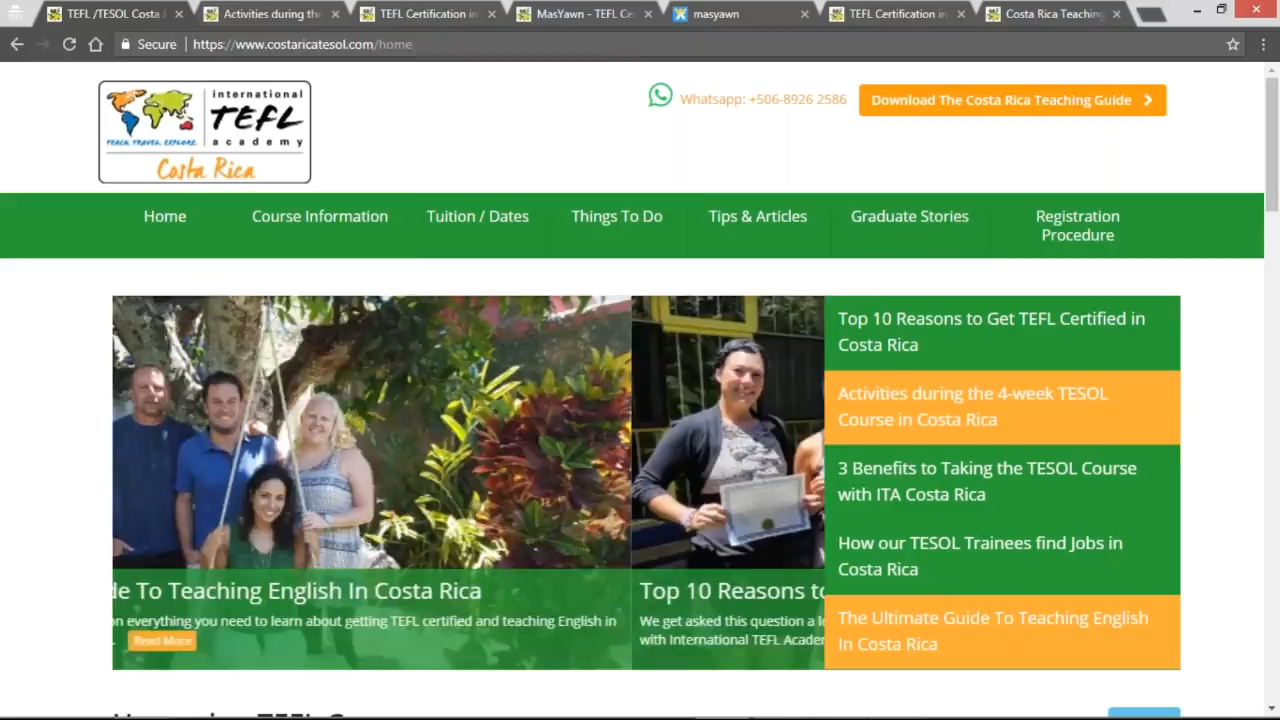 TEFL /TESOL Costa
Activities during the
TEFL Certification in
MasYawn - TEFL Ce
masyawn
TEFL Certification in
Costa Rica Teaching
Secure
https://www.costaricatesol.com/home
international
TEFL
academy
TEACH. TRAVEL. EXPLORE.
Costa Rica
Whatsapp: +506-8926 2586
Download The Costa Rica Teaching Guide
Home
Course Information
Tuition / Dates
Things To Do
Tips & Articles
Graduate Stories
Registration
Procedure
de To Teaching English In Costa Rica
on everything you need to learn about getting TEFL certified and teaching English in
Read More
Top 10 Reasons to
We get asked this question a lo
with International TEFL Acade
Top 10 Reasons to Get TEFL Certified in
Costa Rica
Activities during the 4-week TESOL
Course in Costa Rica
3 Benefits to Taking the TESOL Course
with ITA Costa Rica
How our TESOL Trainees find Jobs in
Costa Rica
The Ultimate Guide To Teaching English
In Costa Rica